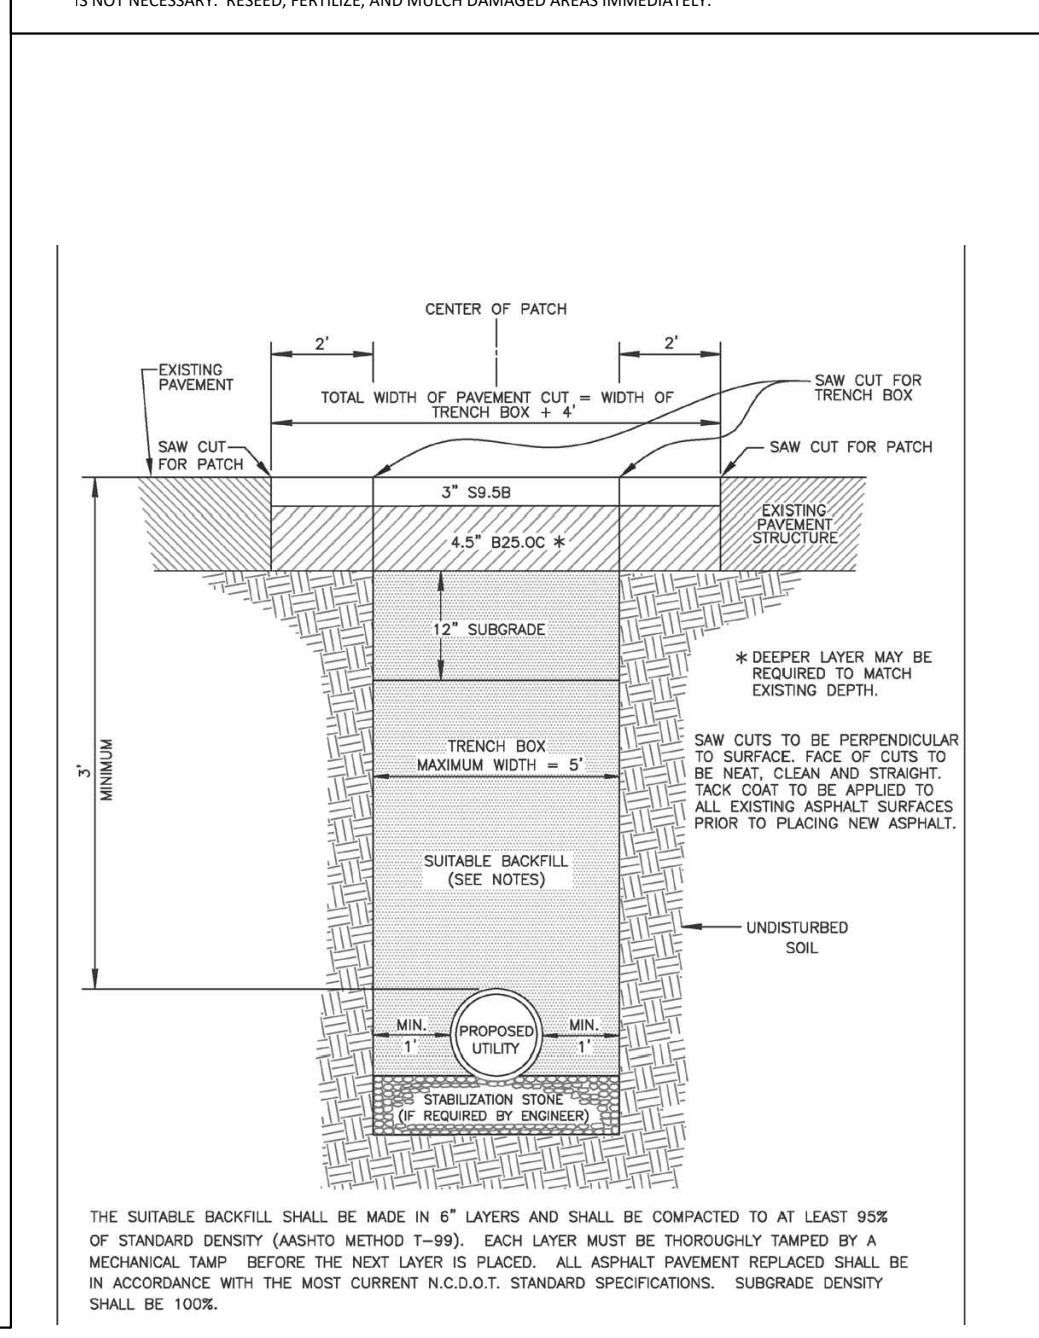 IS NOT NECESSARY. RESEED, FERTILIZE, AND MULCH DAMAGED AREAS IMMEDIATELY.
CENTER OF PATCH
2'
2'
EXISTING
PAVEMENT
TOTAL WIDTH OF PAVEMENT CUT = WIDTH OF
TRENCH BOX + 4'
SAW CUT FOR
TRENCH BOX
SAW CUT
FOR PATCH
SAW CUT FOR PATCH
3" S9.5B
4.5" B25.0C *
EXISTING
PAVEMENT
STRUCTURE
12" SUBGRADE
* DEEPER LAYER MAY BE
REQUIRED TO MATCH
EXISTING DEPTH.
3'
MINIMUM
TRENCH BOX
MAXIMUM WIDTH = 5'
SAW CUTS TO BE PERPENDICULAR
TO SURFACE. FACE OF CUTS TO
BE NEAT, CLEAN AND STRAIGHT.
TACK COAT TO BE APPLIED TO
ALL EXISTING ASPHALT SURFACES
PRIOR TO PLACING NEW ASPHALT.
SUITABLE BACKFILL
(SEE NOTES)
UNDISTURBED
SOIL
MIN.
1'
PROPOSED
UTILITY
MIN.
1'
STABILIZATION STONE
(IF REQUIRED BY ENGINEER)
THE SUITABLE BACKFILL SHALL BE MADE IN 6" LAYERS AND SHALL BE COMPACTED TO AT LEAST 95%
OF STANDARD DENSITY (AASHTO METHOD T-99). EACH LAYER MUST BE THOROUGHLY TAMPED BY A
MECHANICAL TAMP BEFORE THE NEXT LAYER IS PLACED. ALL ASPHALT PAVEMENT REPLACED SHALL BE
IN ACCORDANCE WITH THE MOST CURRENT N.C.D.O.T. STANDARD SPECIFICATIONS. SUBGRADE DENSITY
SHALL BE 100%.